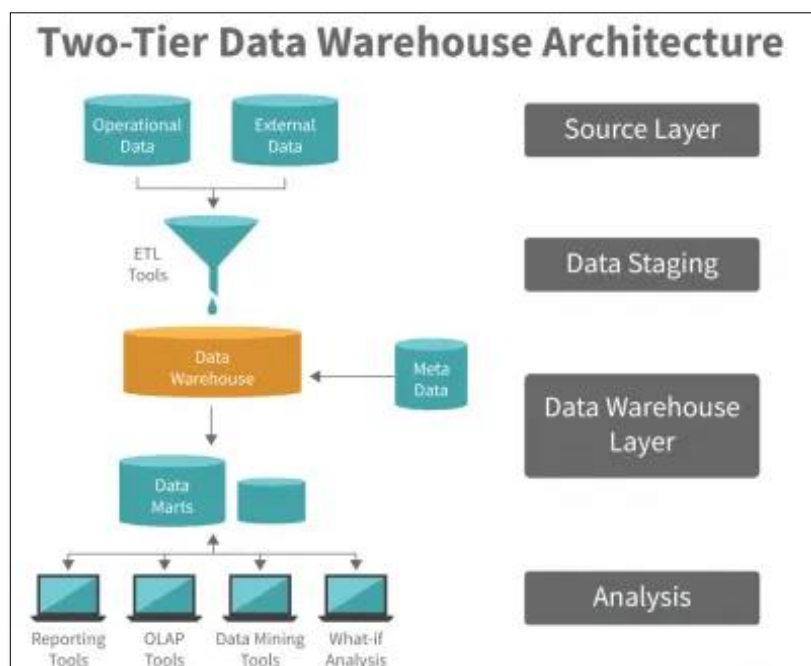 Two-Tier Data Warehouse Architecture
Operational
Data
External
Data
Source Layer
ETL
Tools
Data Staging
Data
Warehouse
Meta
Data
Data Warehouse
Layer
Data
Marts
Reporting
Tools
OLAP
Tools
Data Mining
Tools
What-if
Analysis
Analysis